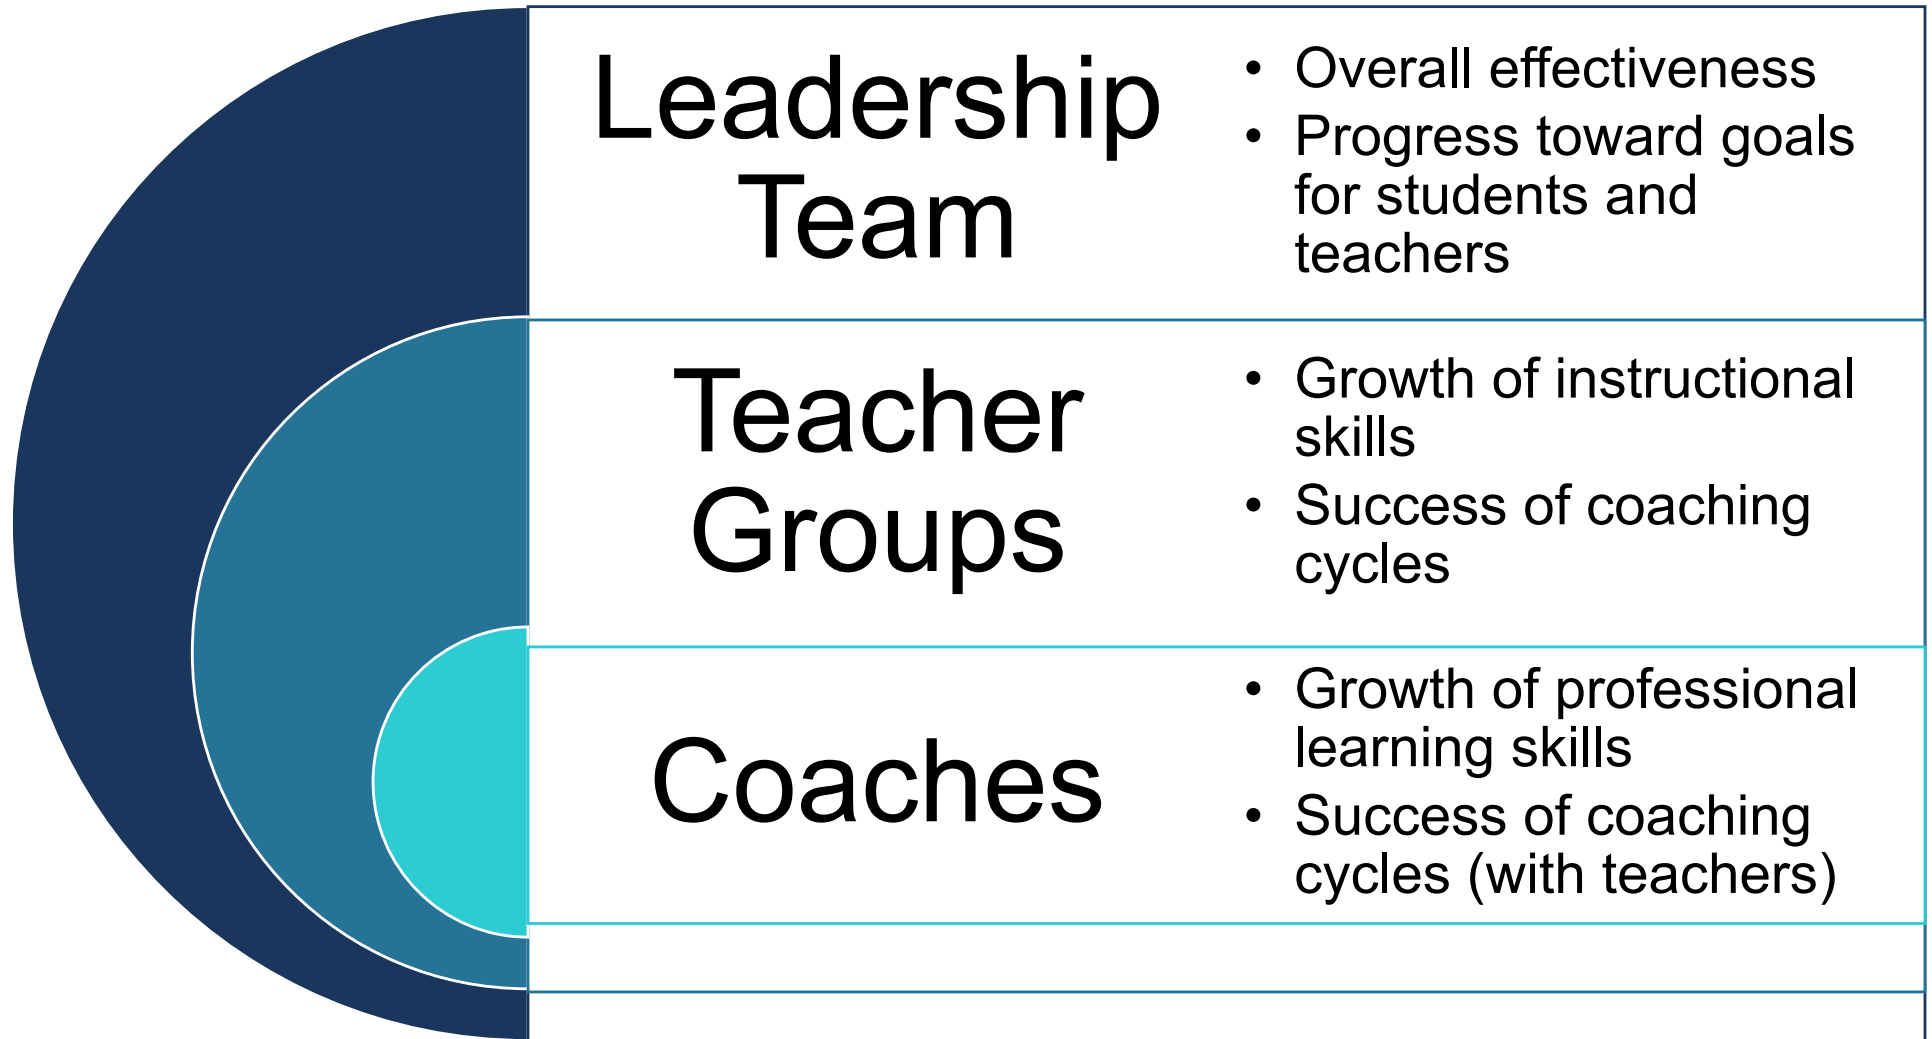 Leadership
Team
• Overall effectiveness
• Progress toward goals
for students and
teachers
Teacher
Groups
• Growth of instructional
skills
• Success of coaching
cycles
Coaches
• Growth of professional
learning skills
• Success of coaching
cycles (with teachers)